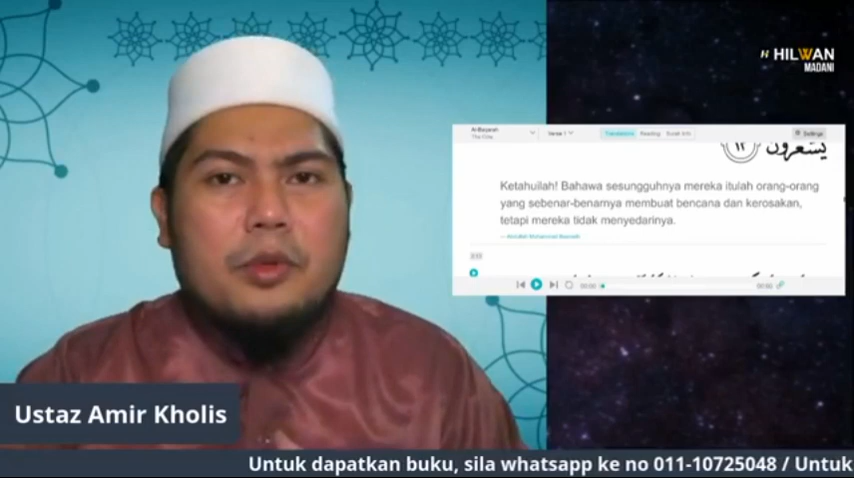 HILWAN
MADANI
Al-Baqarah
The Cow
Verse 1
Translations
Reading
Surah Info
Settings
يَشْعُرُونَ ١٢
Ketahuilah! Bahawa sesungguhnya mereka itulah orang-orang
yang sebenar-benarnya membuat bencana dan kerosakan,
tetapi mereka tidak menyedarinya.
— Abdullah Muhammad Basmeih
2:13
00:00
00:00
Ustaz Amir Kholis
Untuk dapatkan buku, sila whatsapp ke no 011-10725048 / Untuk